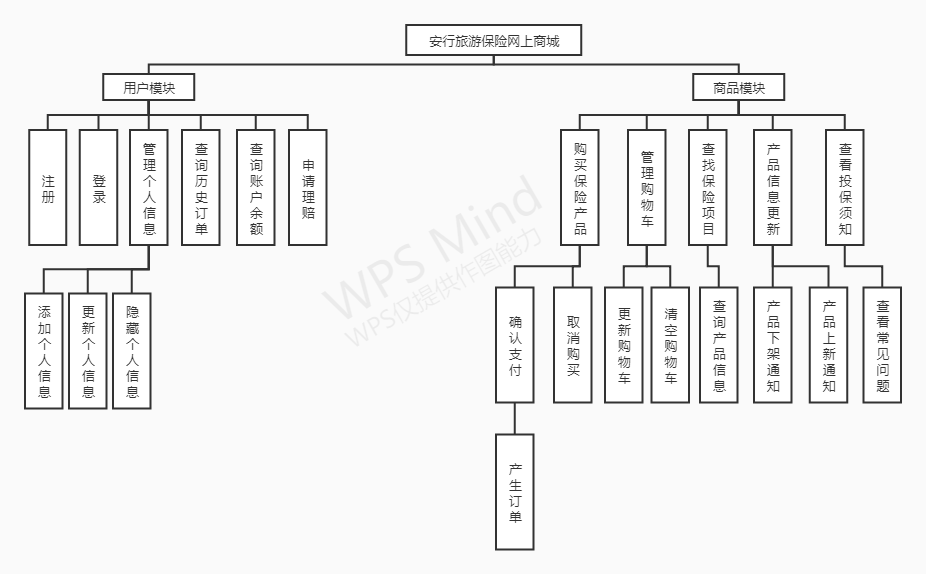 安行旅游保险网上商城
用户模块
商品模块
注册
登录
管理个人信息
查询历史订单
查询账户余额
申请理赔
购买保险产品
管理购物车
查找保险项目
产品信息更新
查看投保须知
添加个人信息
更新个人信息
隐藏个人信息
确认支付
取消购买
更新购物车
清空购物车
查询产品信息
产品下架通知
产品上新通知
查看常见问题
产生订单
WPS Mind
WPS仅提供作图能力